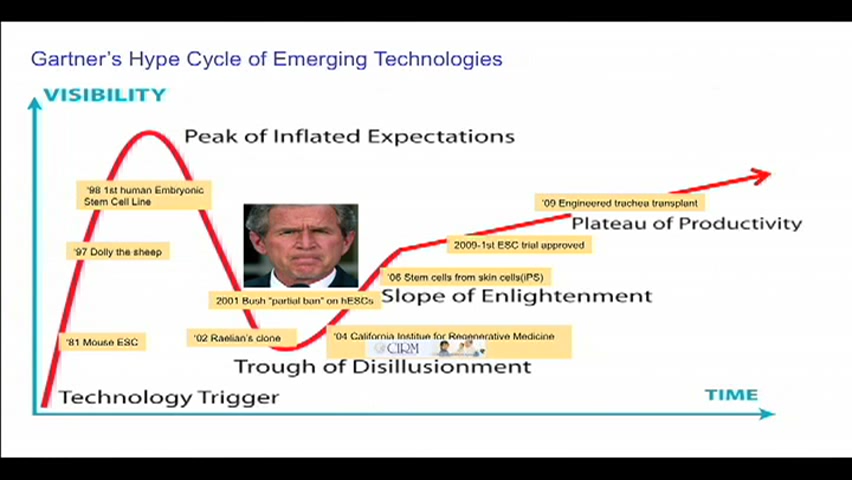 Gartner's Hype Cycle of Emerging Technologies
VISIBILITY
Peak of Inflated Expectations
'98 1st human Embryonic
Stem Cell Line
'09 Engineered trachea transplant
Plateau of Productivity
'97 Dolly the sheep
2009-1st ESC trial approved
'06 Stem cells from skin cells(iPS)
2001 Bush "partial ban" on hESCs
Slope of Enlightenment
'81 Mouse ESC
'02 Raelian's clone
'04 California Institue for Regenerative Medicine
CIRM
Trough of Disillusionment
Technology Trigger
TIME